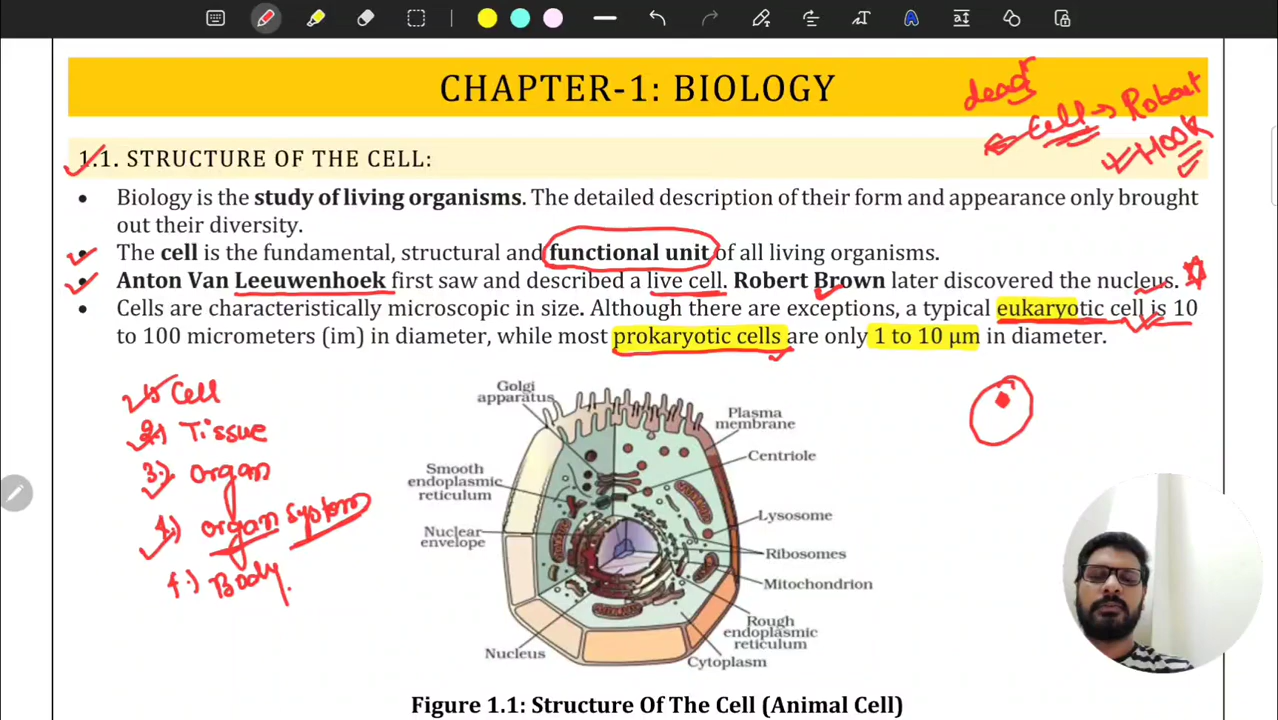 CHAPTER-1: BIOLOGY
dead
Cell → Robert
Hook
1.1. STRUCTURE OF THE CELL:
• Biology is the study of living organisms. The detailed description of their form and appearance only brought
out their diversity.
• The cell is the fundamental, structural and functional unit of all living organisms.
• Anton Van Leeuwenhoek first saw and described a live cell. Robert Brown later discovered the nucleus.
• Cells are characteristically microscopic in size. Although there are exceptions, a typical eukaryotic cell is 10
to 100 micrometers (im) in diameter, while most prokaryotic cells are only 1 to 10 μm in diameter.
1) Cell
2) Tissue
3) Organ
4.) Organ System
Body.
Golgi
apparatus
Smooth
endoplasmic
reticulum
Nuclear
envelope
Nucleus
Plasma
membrane
Centriole
Lysosome
Ribosomes
Mitochondrion
Rough
endoplasmic
reticulum
Cytoplasm
Figure 1.1: Structure Of The Cell (Animal Cell)